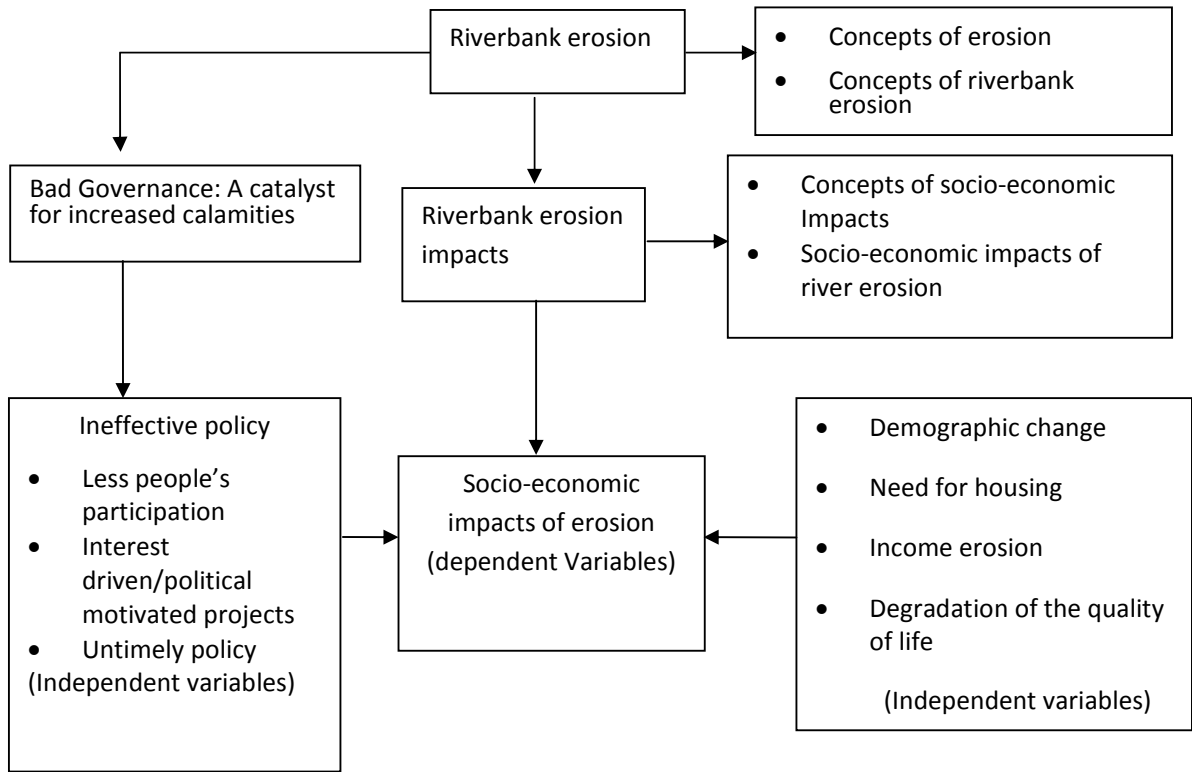 Riverbank erosion
• Concepts of erosion
• Concepts of riverbank
erosion
Bad Governance: A catalyst
for increased calamities
Riverbank erosion
impacts
• Concepts of socio-economic
Impacts
• Socio-economic impacts of
river erosion
Ineffective policy
• Less people’s
participation
• Interest
driven/political
motivated projects
• Untimely policy
(Independent variables)
Socio-economic
impacts of erosion
(dependent Variables)
• Demographic change
• Need for housing
• Income erosion
• Degradation of the quality
of life
(Independent variables)